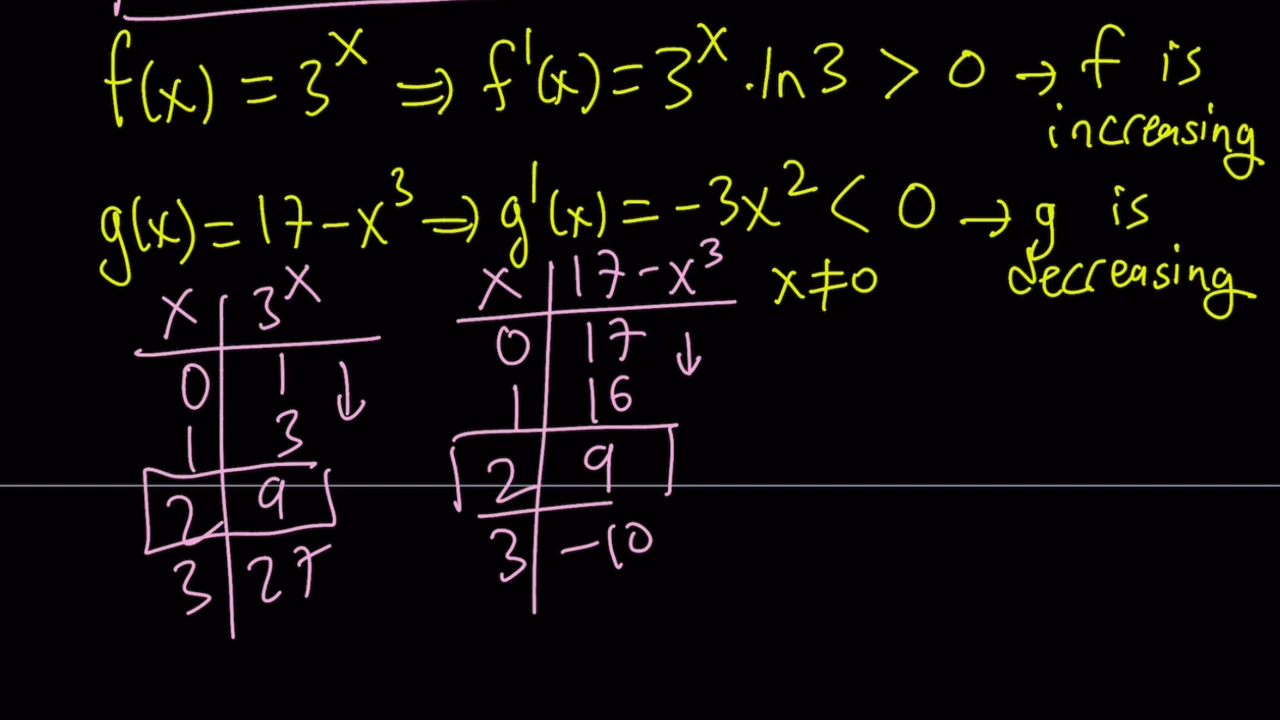 f(x) = 3^x ⇒ f'(x) = 3^x · ln3 > 0 → f is
increasing
g(x) = 17 - x^3 ⇒ g'(x) = -3x^2 < 0 → g is
x ≠ 0 decreasing
x | 3^x
0 | 1 ↓
1 | 3
2 | 9
3 | 27
x | 17 - x^3
0 | 17 ↓
1 | 16
2 | 9
3 | -10